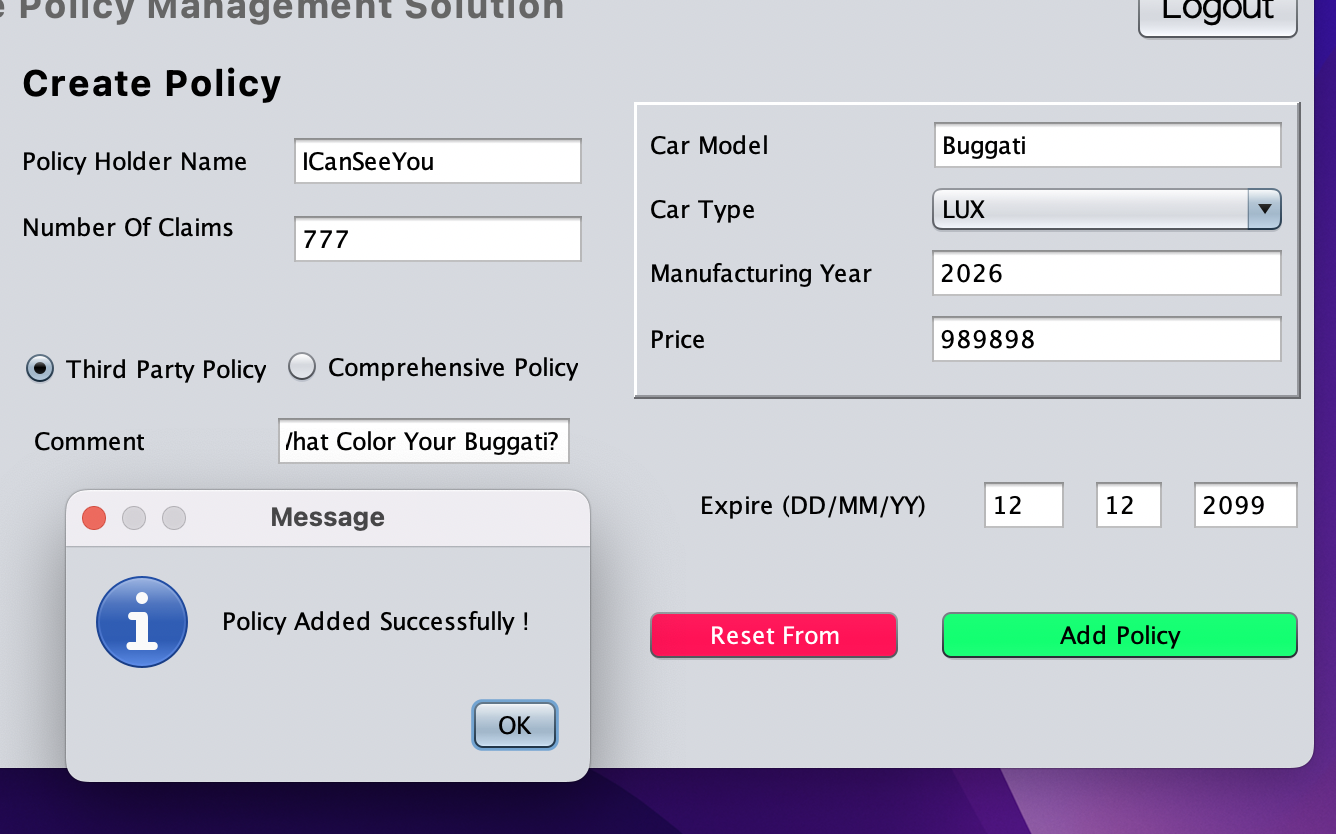 Policy Management Solution
Logout
Create Policy
Policy Holder Name ICanSeeYou
Number Of Claims 777
Third Party Policy Comprehensive Policy
Comment hat Color Your Buggati?
Car Model Buggati
Car Type LUX
Manufacturing Year 2026
Price 989898
Expire (DD/MM/YY) 12 12 2099
Reset From Add Policy
Message
Policy Added Successfully !
OK